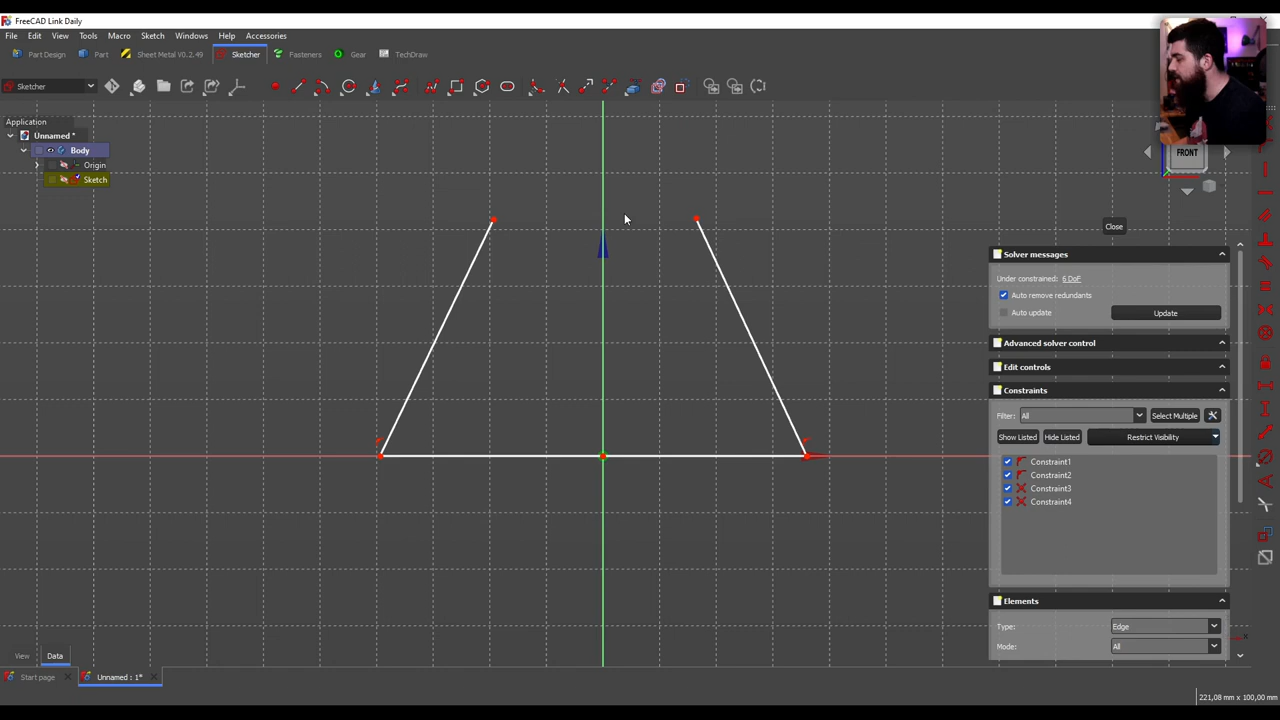 FreeCAD Link Daily
File Edit View Tools Macro Sketch Windows Help Accessories
Part Design Part Sheet Metal V0.2.49 Sketcher Fasteners Gear TechDraw
Sketcher
Application
Unnamed *
Body
Origin
Sketch
FRONT
Close
Solver messages
Under constrained: 6 DoF
Auto remove redundants
Auto update Update
Advanced solver control
Edit controls
Constraints
Filter: All Select Multiple
Show Listed Hide Listed Restrict Visibility
Constraint1
Constraint2
Constraint3
Constraint4
Elements
Type: Edge
Mode: All
x
View Data
Start page Unnamed : 1*
221,08 mm x 100,00 mm